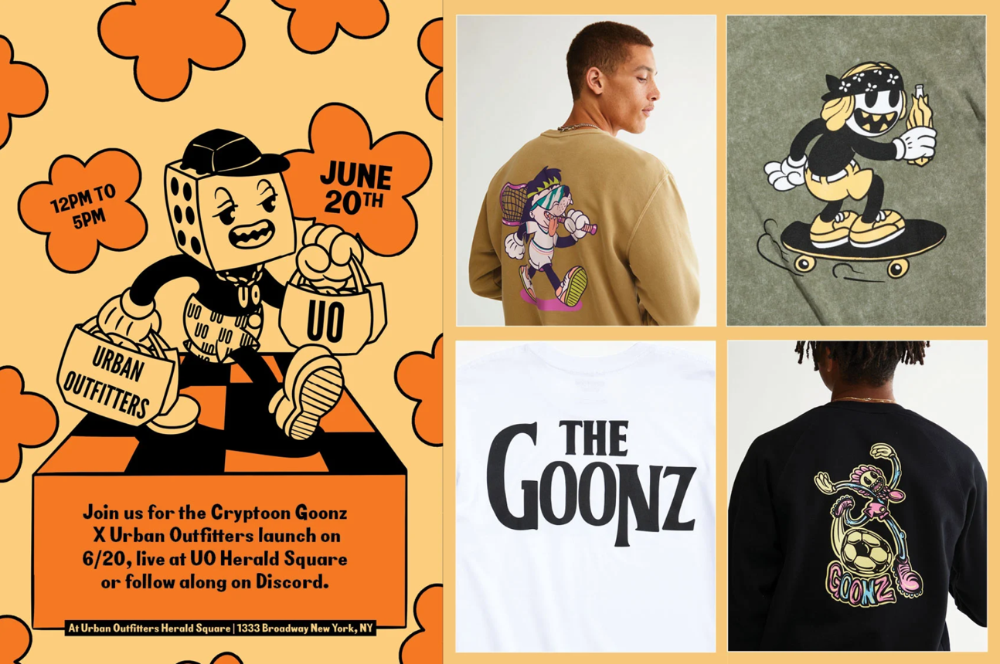 12PM TO
5PM
JUNE
20TH
UO
UO
UO UO
UO UO
UO UO
UO UO
URBAN
OUTFITTERS
Join us for the Cryptoon Goonz
X Urban Outfitters launch on
6/20, live at UO Herald Square
or follow along on Discord.
At Urban Outfitters Herald Square | 1333 Broadway New York, NY
THE
GOONZ
GOONZ